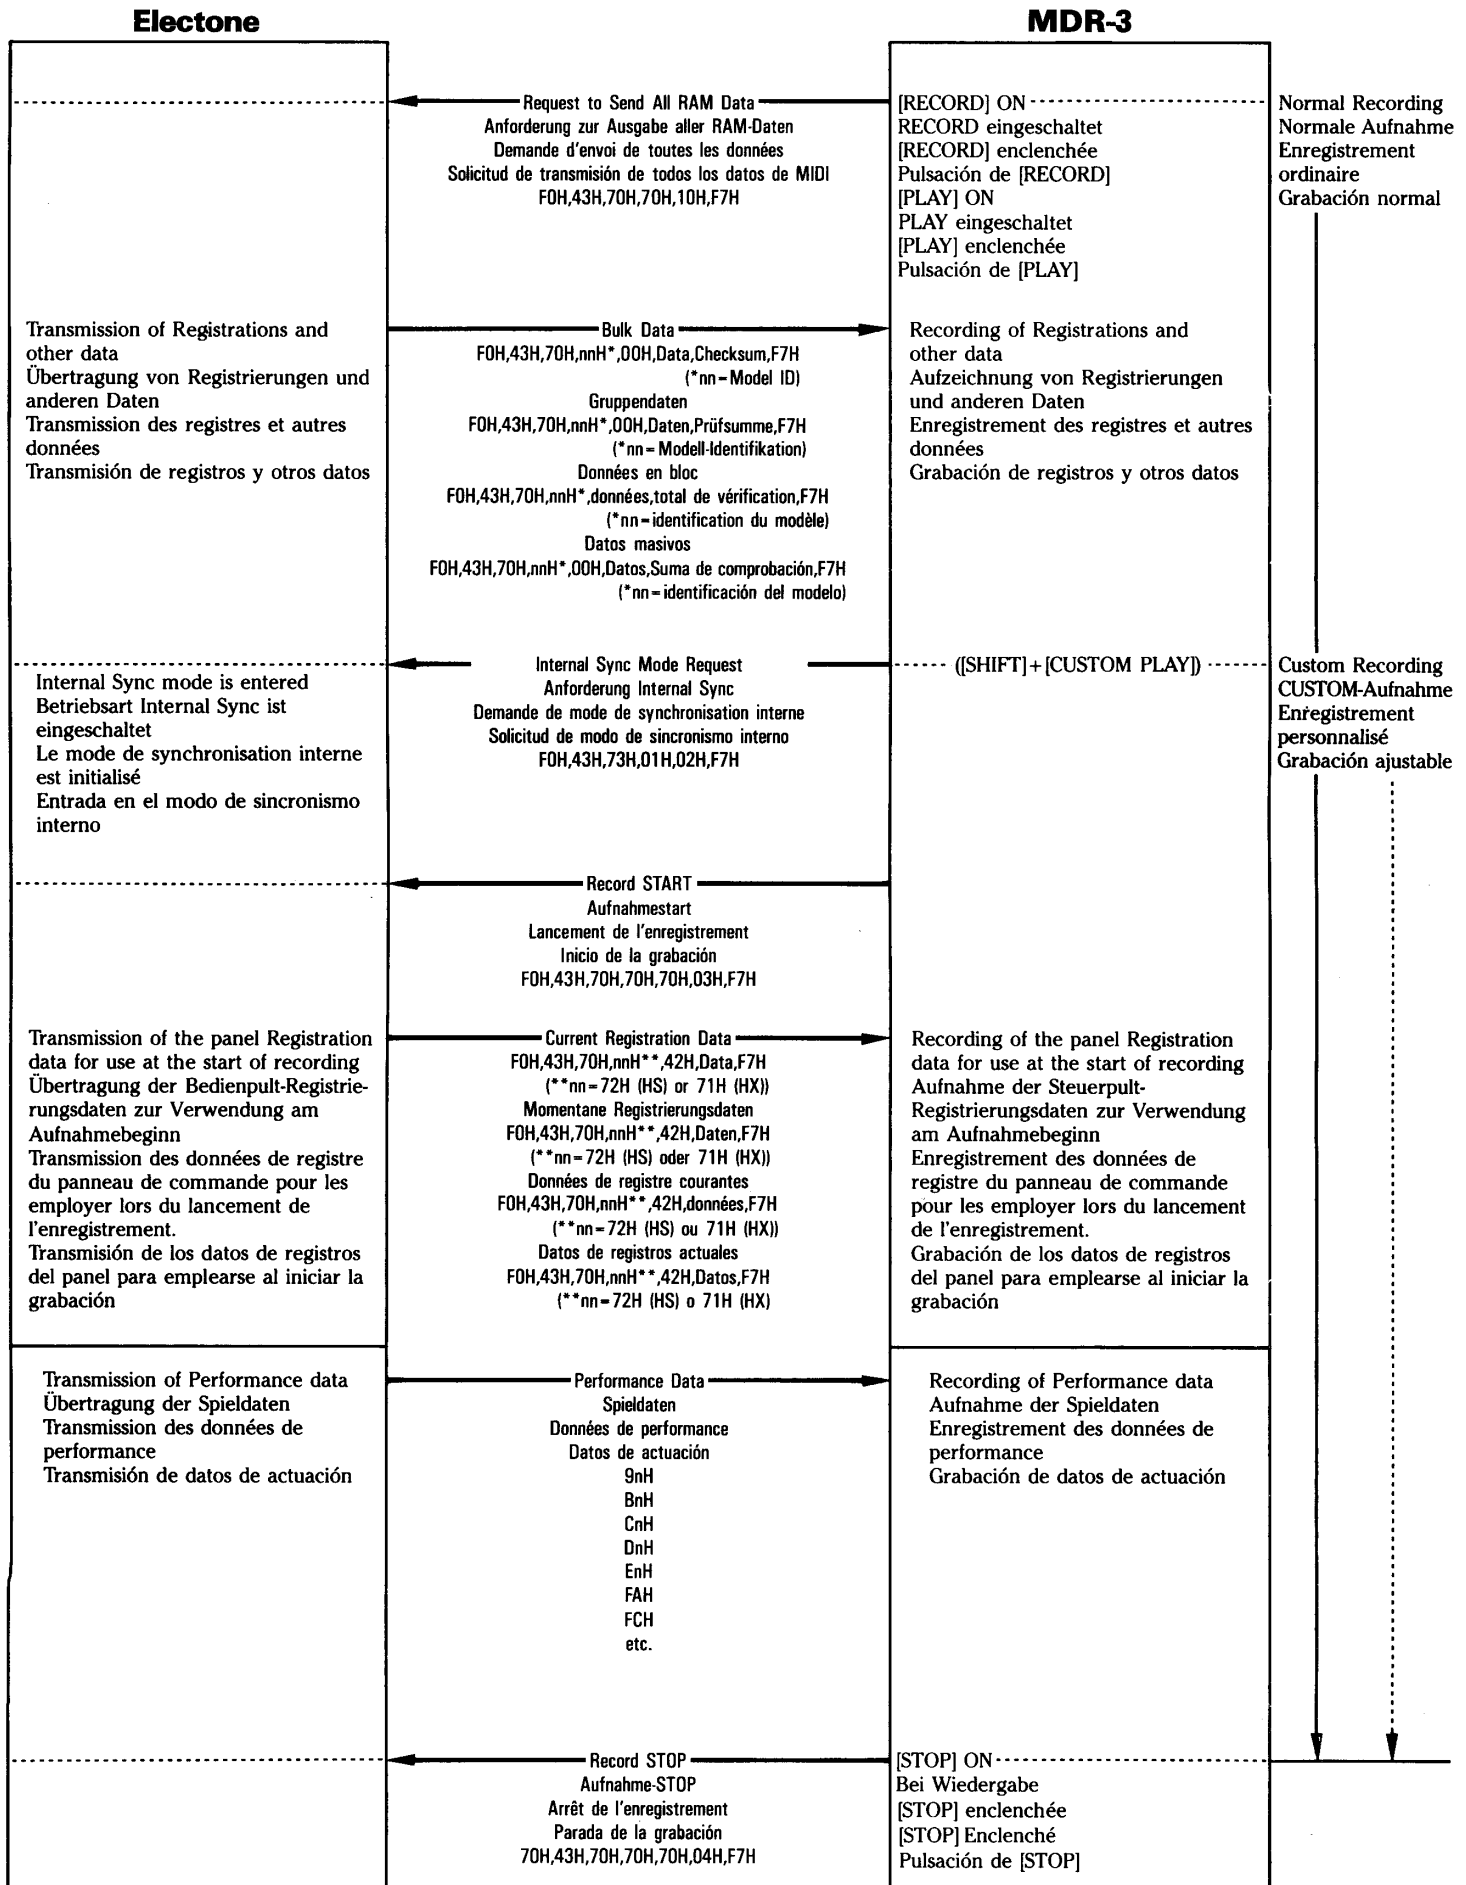 Electone
MDR-3
Request to Send All RAM Data
Anforderung zur Ausgabe aller RAM-Daten
Demande d'envoi de toutes les données
Solicitud de transmisión de todos los datos de MIDI
F0H,43H,70H,70H,10H,F7H
[RECORD] ON
RECORD eingeschaltet
[RECORD] enclenchée
Pulsación de [RECORD]
[PLAY] ON
PLAY eingeschaltet
[PLAY] enclenchée
Pulsación de [PLAY]
Normal Recording
Normale Aufnahme
Enregistrement
ordinaire
Grabación normal
Transmission of Registrations and
other data
Übertragung von Registrierungen und
anderen Daten
Transmission des registres et autres
données
Transmisión de registros y otros datos
Bulk Data
F0H,43H,70H,nnH*,00H,Data,Checksum,F7H
(*nn=Model ID)
Gruppendaten
F0H,43H,70H,nnH*,00H,Daten,Prüfsumme,F7H
(*nn=Modell-Identifikation)
Données en bloc
F0H,43H,70H,nnH*,données,total de vérification,F7H
(*nn=identification du modèle)
Datos masivos
F0H,43H,70H,nnH*,00H,Datos,Suma de comprobación,F7H
(*nn=identificación del modelo)
Recording of Registrations and
other data
Aufzeichnung von Registrierungen
und anderen Daten
Enregistrement des registres et autres
données
Grabación de registros y otros datos
Internal Sync mode is entered
Betriebsart Internal Sync ist
eingeschaltet
Le mode de synchronisation interne
est initialisé
Entrada en el modo de sincronismo
interno
Internal Sync Mode Request
Anforderung Internal Sync
Demande de mode de synchronisation interne
Solicitud de modo de sincronismo interno
F0H,43H,73H,01H,02H,F7H
([SHIFT]+[CUSTOM PLAY])
Custom Recording
CUSTOM-Aufnahme
Enregistrement
personnalisé
Grabación ajustable
Record START
Aufnahmestart
Lancement de l'enregistrement
Inicio de la grabación
F0H,43H,70H,70H,70H,03H,F7H
Transmission of the panel Registration
data for use at the start of recording
Übertragung der Bedienpult-Registrie-
rungsdaten zur Verwendung am
Aufnahmebeginn
Transmission des données de registre
du panneau de commande pour les
employer lors du lancement de
l'enregistrement.
Transmisión de los datos de registros
del panel para emplearse al iniciar la
grabación
Current Registration Data
F0H,43H,70H,nnH**,42H,Data,F7H
(**nn=72H (HS) or 71H (HX))
Momentane Registrierungsdaten
F0H,43H,70H,nnH**,42H,Daten,F7H
(**nn=72H (HS) oder 71H (HX))
Données de registre courantes
F0H,43H,70H,nnH**,42H,données,F7H
(**nn=72H (HS) ou 71H (HX))
Datos de registros actuales
F0H,43H,70H,nnH**,42H,Datos,F7H
(**nn=72H (HS) o 71H (HX)
Recording of the panel Registration
data for use at the start of recording
Aufnahme der Steuerpult-
Registrierungsdaten zur Verwendung
am Aufnahmebeginn
Enregistrement des données de
registre du panneau de commande
pour les employer lors du lancement
de l'enregistrement.
Grabación de los datos de registros
del panel para emplearse al iniciar la
grabación
Transmission of Performance data
Übertragung der Spieldaten
Transmission des données de
performance
Transmisión de datos de actuación
Performance Data
Spieldaten
Données de performance
Datos de actuación
9nH
BnH
CnH
DnH
EnH
FAH
FCH
etc.
Recording of Performance data
Aufnahme der Spieldaten
Enregistrement des données de
performance
Grabación de datos de actuación
Record STOP
Aufnahme-STOP
Arrêt de l'enregistrement
Parada de la grabación
70H,43H,70H,70H,70H,04H,F7H
[STOP] ON
Bei Wiedergabe
[STOP] enclenchée
[STOP] Enclenché
Pulsación de [STOP]